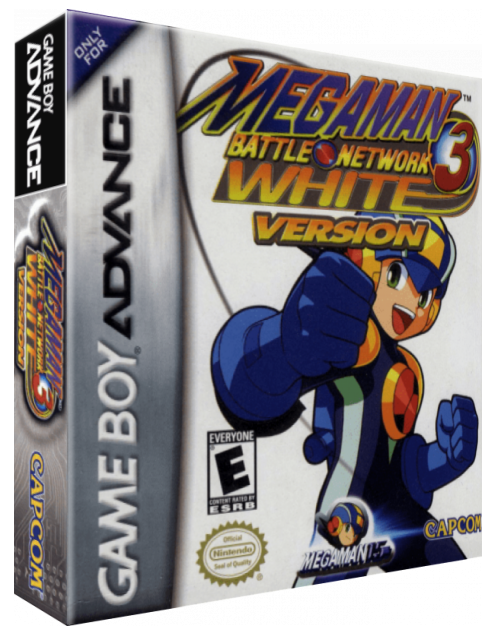 GAME BOY ADVANCE
MEGAMAN
BATTLE NETWORK 3
WHITE
VERSION
CAPCOM
ONLY
FOR
GAME BOY ADVANCE
MEGAMAN™
BATTLE NETWORK 3
WHITE
VERSION
EVERYONE
E
CONTENT RATED BY
ESRB
Official
Nintendo
Seal of Quality
MEGAMAN
CAPCOM